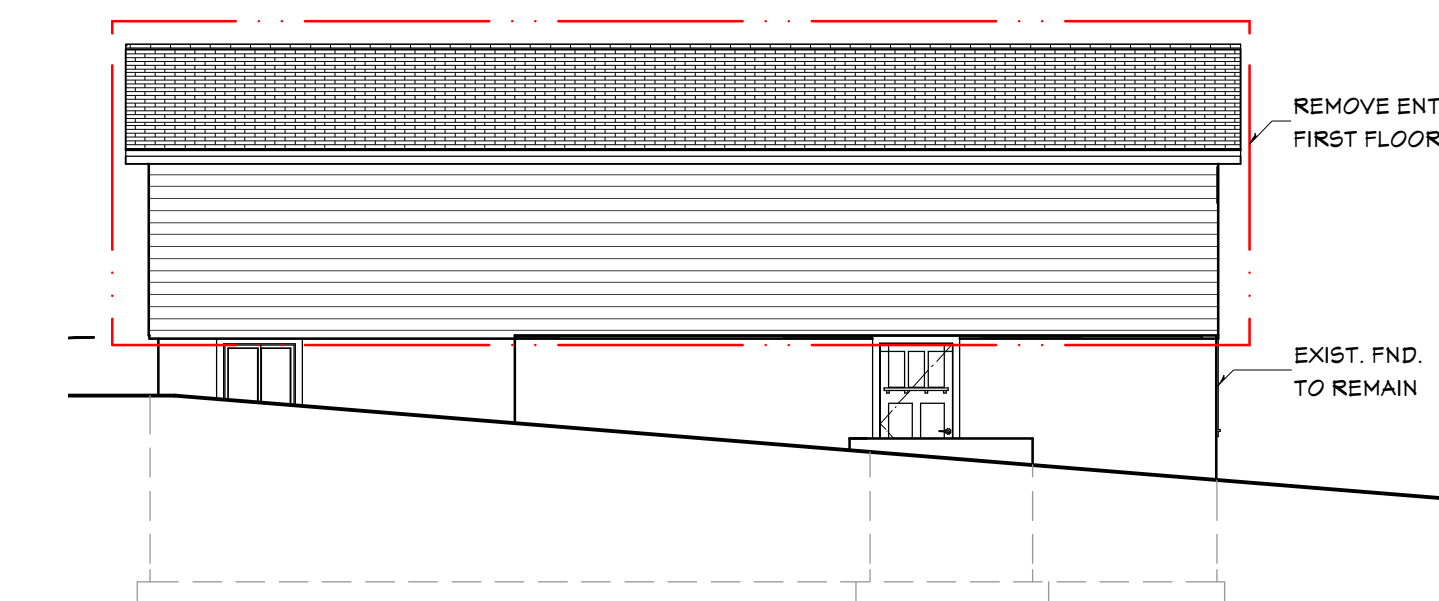 REMOVE ENT
FIRST FLOOR
EXIST. FND.
TO REMAIN